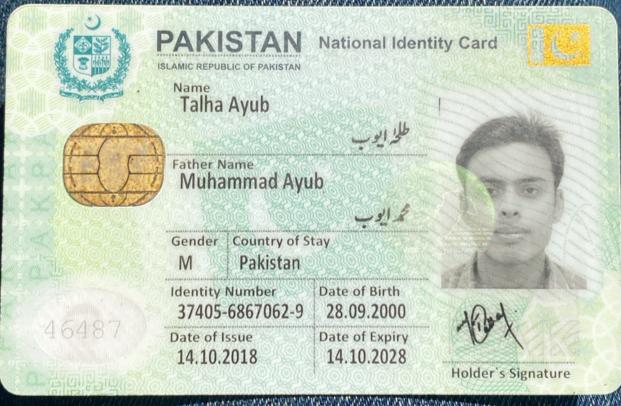 PAKISTAN National Identity Card
ISLAMIC REPUBLIC OF PAKISTAN
Name
Talha Ayub
طلحہ ایوب
Father Name
Muhammad Ayub
محمد ایوب
Gender Country of Stay
M Pakistan
Identity Number Date of Birth
37405-6867062-9 28.09.2000
Date of Issue Date of Expiry
14.10.2018 14.10.2028
46487
Holder`s Signature